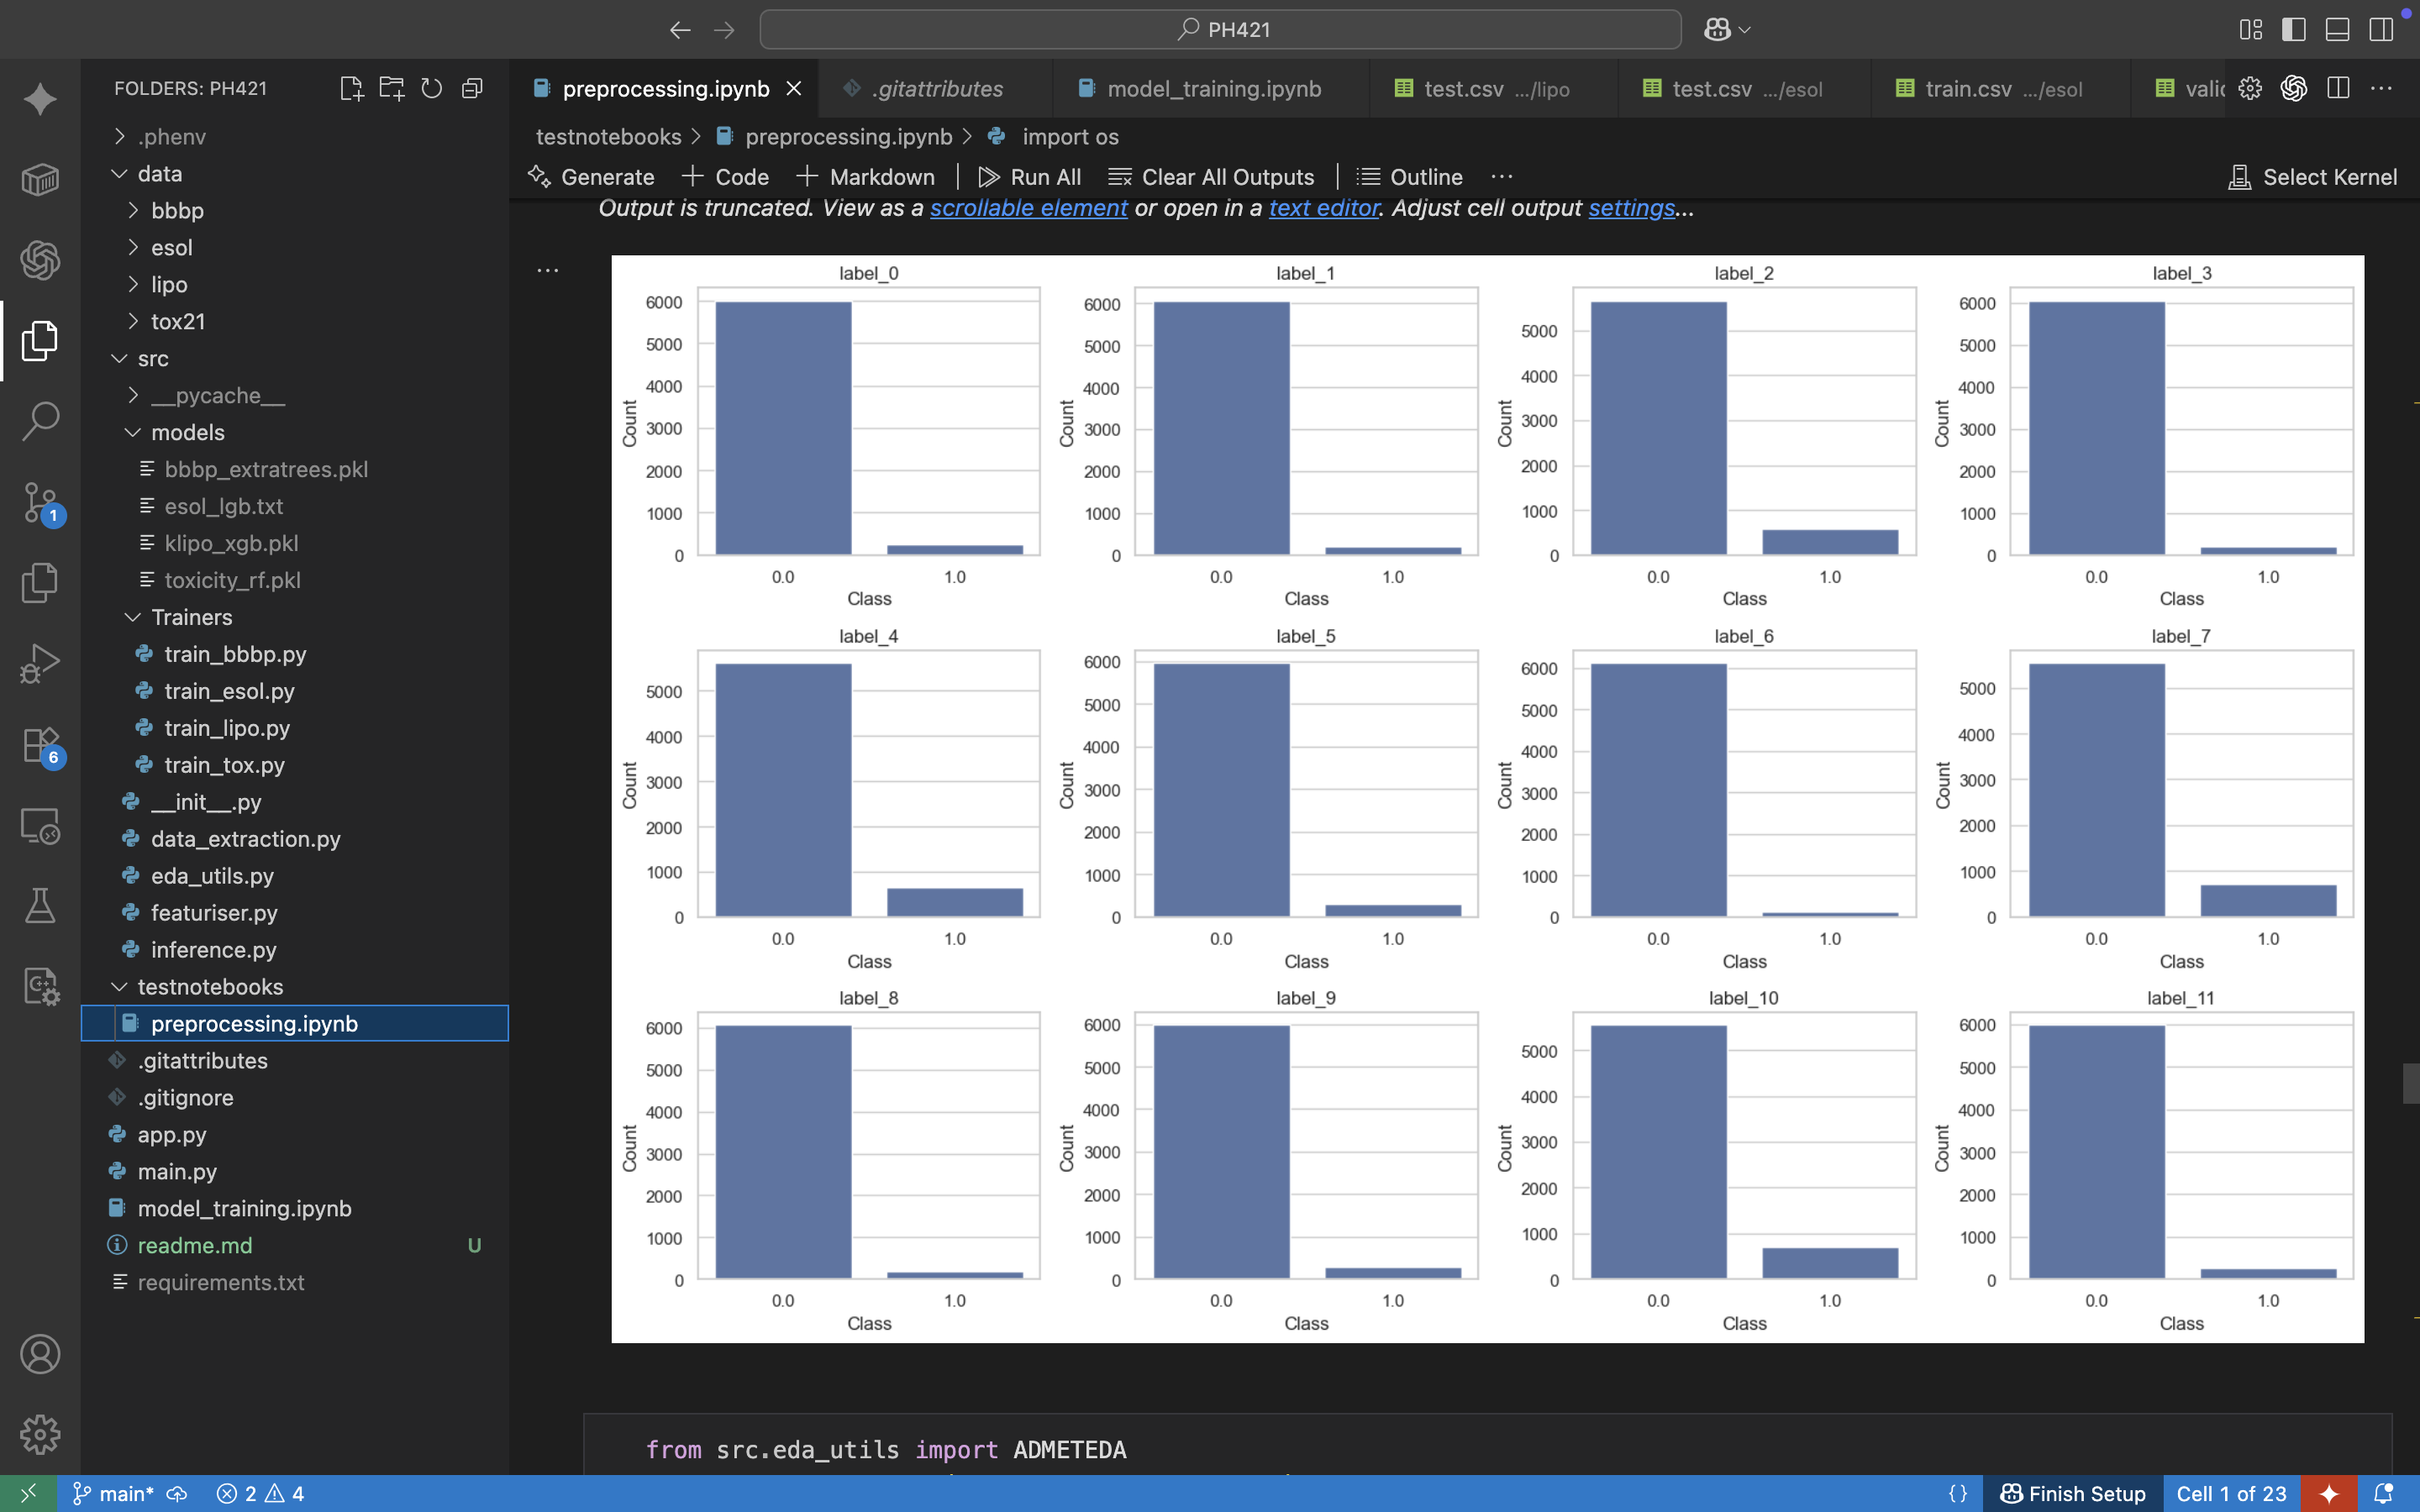 PH421
FOLDERS: PH421
.phenv
data
bbbp
esol
lipo
tox21
src
__pycache__
models
bbbp_extratrees.pkl
esol_lgb.txt
klipo_xgb.pkl
toxicity_rf.pkl
Trainers
train_bbbp.py
train_esol.py
train_lipo.py
train_tox.py
__init__.py
data_extraction.py
eda_utils.py
featuriser.py
inference.py
testnotebooks
preprocessing.ipynb
.gitattributes
.gitignore
app.py
main.py
model_training.ipynb
readme.md U
requirements.txt
1
6
preprocessing.ipynb .gitattributes model_training.ipynb test.csv .../lipo test.csv .../esol train.csv .../esol valid
testnotebooks > preprocessing.ipynb > import os
Generate + Code + Markdown | Run All Clear All Outputs | Outline ... Select Kernel
Output is truncated. View as a scrollable element or open in a text editor. Adjust cell output settings...
label_0
6000
5000
4000
3000
2000
1000
0
Count
0.0 1.0
Class
label_1
6000
5000
4000
3000
2000
1000
0
Count
0.0 1.0
Class
label_2
5000
4000
3000
2000
1000
0
Count
0.0 1.0
Class
label_3
6000
5000
4000
3000
2000
1000
0
Count
0.0 1.0
Class
label_4
5000
4000
3000
2000
1000
0
Count
0.0 1.0
Class
label_5
6000
5000
4000
3000
2000
1000
0
Count
0.0 1.0
Class
label_6
6000
5000
4000
3000
2000
1000
0
Count
0.0 1.0
Class
label_7
5000
4000
3000
2000
1000
0
Count
0.0 1.0
Class
label_8
6000
5000
4000
3000
2000
1000
0
Count
0.0 1.0
Class
label_9
6000
5000
4000
3000
2000
1000
0
Count
0.0 1.0
Class
label_10
5000
4000
3000
2000
1000
0
Count
0.0 1.0
Class
label_11
6000
5000
4000
3000
2000
1000
0
Count
0.0 1.0
Class
from src.eda_utils import ADMETEDA
main* 2 4 {} Finish Setup Cell 1 of 23